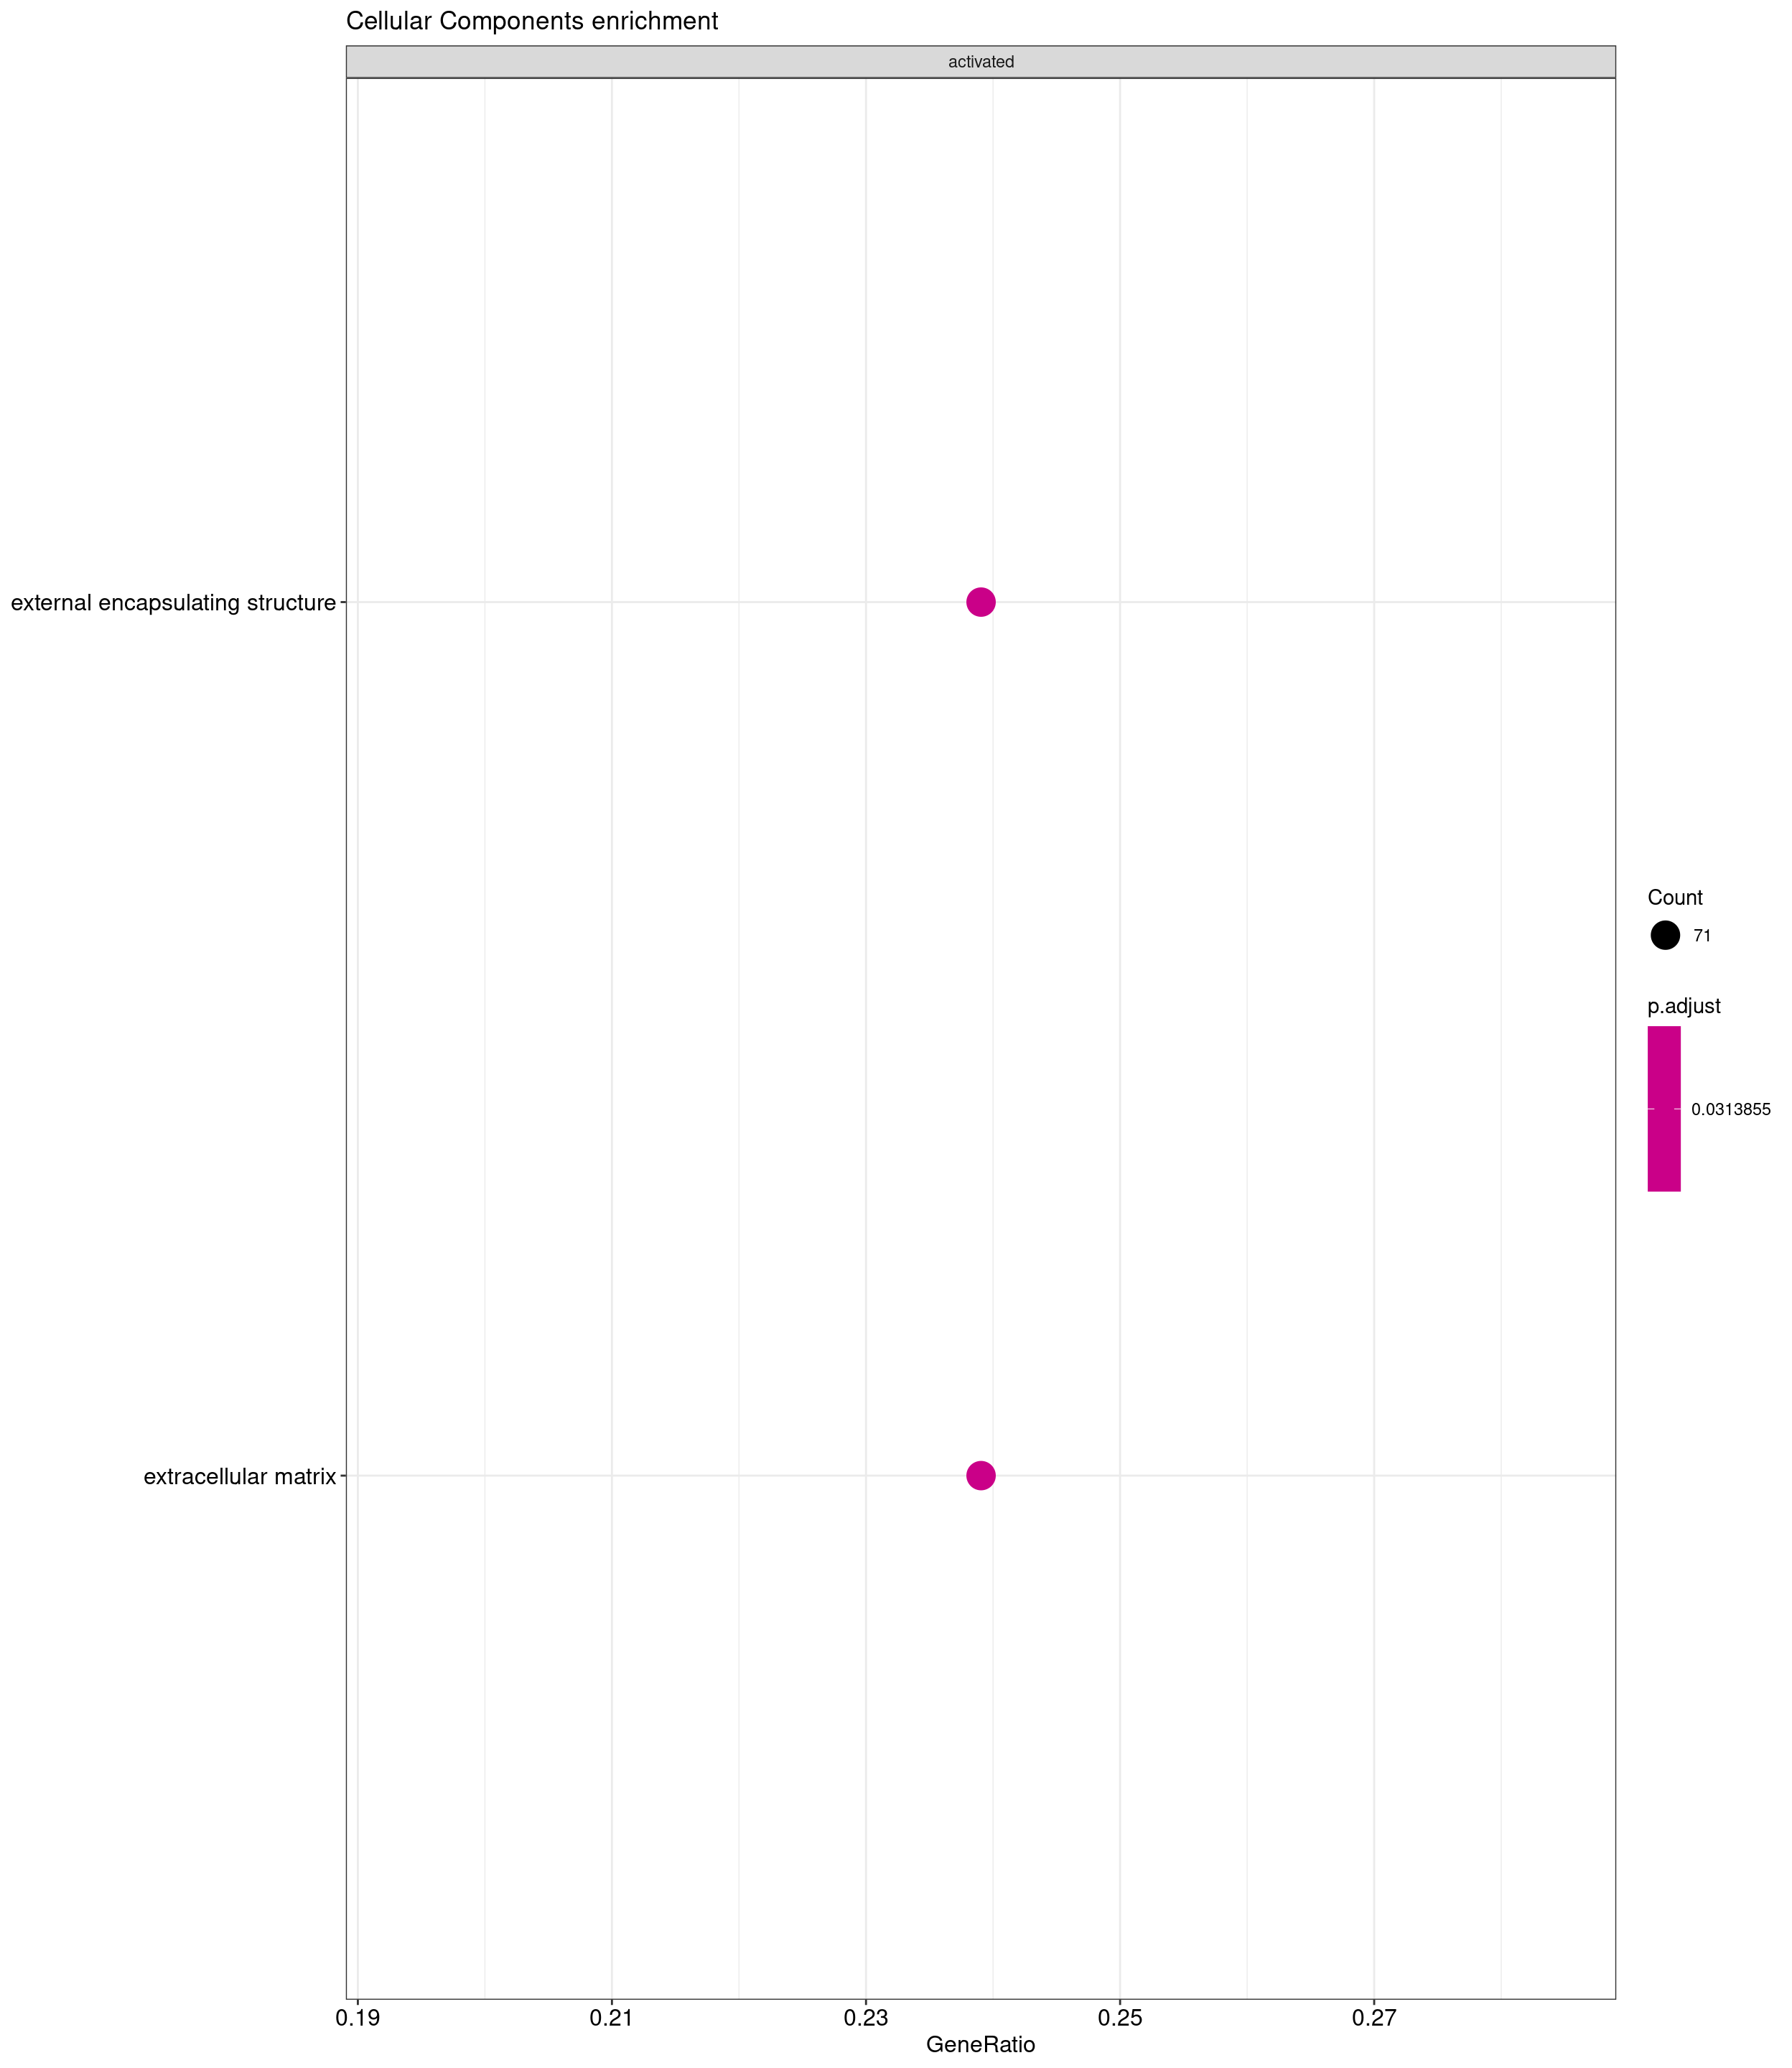 Cellular Components enrichment
activated
external encapsulating structure
extracellular matrix
0.19 0.21 0.23 0.25 0.27
GeneRatio
Count
71
p.adjust
0.0313855